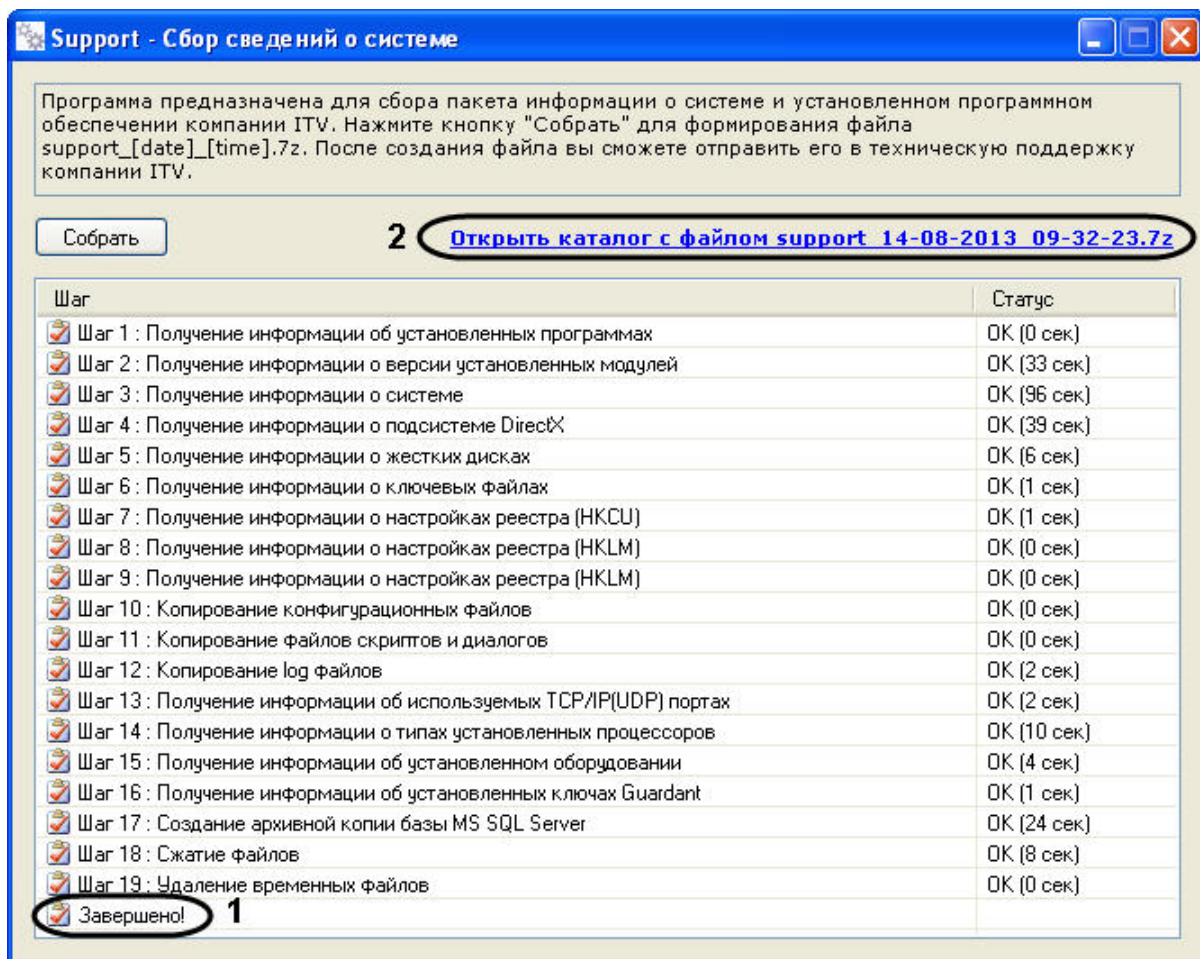 Support - Сбор сведений о системе
Программа предназначена для сбора пакета информации о системе и установленном программном
обеспечении компании ITV. Нажмите кнопку "Собрать" для формирования файла
support_[date]_[time].7z. После создания файла вы сможете отправить его в техническую поддержку
компании ITV.
Собрать 2 Открыть каталог с файлом support_14-08-2013_09-32-23.7z
Шаг Статус
Шаг 1 : Получение информации об установленных программах OK (0 сек)
Шаг 2 : Получение информации о версии установленных модулей OK (33 сек)
Шаг 3 : Получение информации о системе OK (96 сек)
Шаг 4 : Получение информации о подсистеме DirectX OK (39 сек)
Шаг 5 : Получение информации о жестких дисках OK (6 сек)
Шаг 6 : Получение информации о ключевых файлах OK (1 сек)
Шаг 7 : Получение информации о настройках реестра (HKCU) OK (1 сек)
Шаг 8 : Получение информации о настройках реестра (HKLM) OK (0 сек)
Шаг 9 : Получение информации о настройках реестра (HKLM) OK (0 сек)
Шаг 10 : Копирование конфигурационных файлов OK (0 сек)
Шаг 11 : Копирование файлов скриптов и диалогов OK (0 сек)
Шаг 12 : Копирование log файлов OK (2 сек)
Шаг 13 : Получение информации об используемых TCP/IP(UDP) портах OK (2 сек)
Шаг 14 : Получение информации о типах установленных процессоров OK (10 сек)
Шаг 15 : Получение информации об установленном оборудовании OK (4 сек)
Шаг 16 : Получение информации об установленных ключах Guardant OK (1 сек)
Шаг 17 : Создание архивной копии базы MS SQL Server OK (24 сек)
Шаг 18 : Сжатие файлов OK (8 сек)
Шаг 19 : Удаление временных файлов OK (0 сек)
Завершено! 1